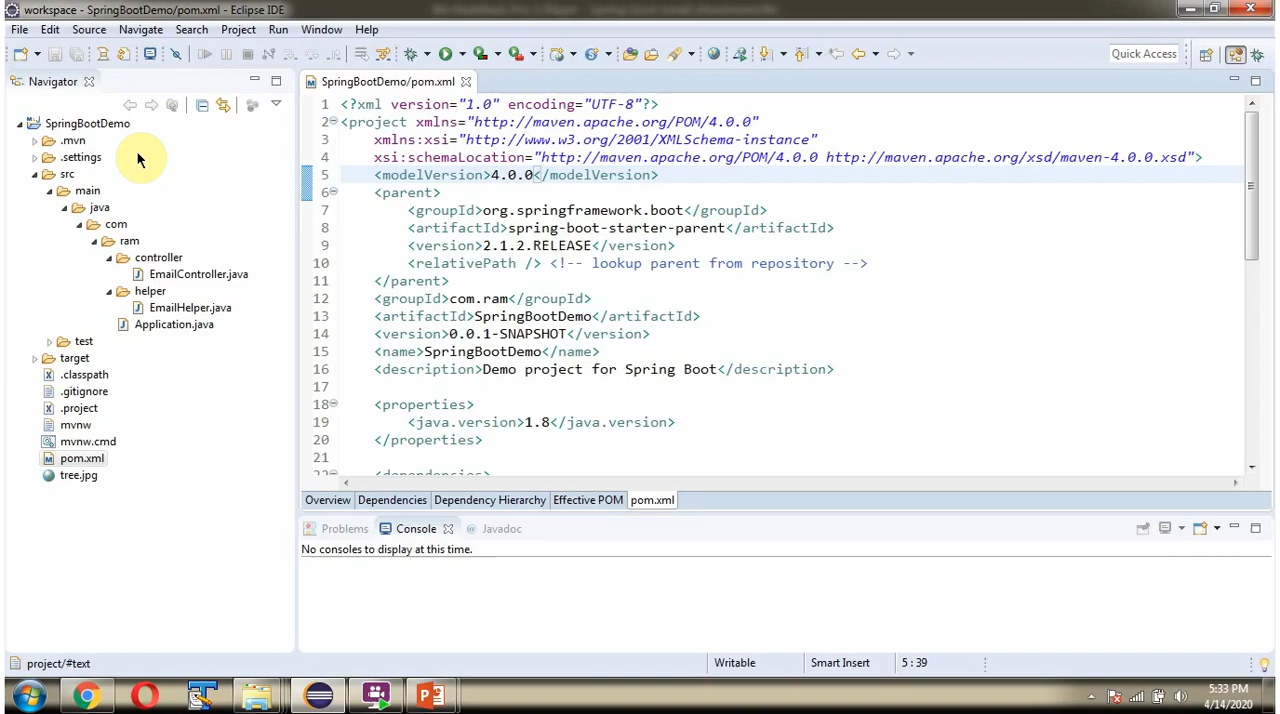 workspace - SpringBootDemo/pom.xml - Eclipse IDE
File Edit Source Navigate Search Project Run Window Help
Quick Access
Navigator
SpringBootDemo
.mvn
.settings
src
main
java
com
ram
controller
EmailController.java
helper
EmailHelper.java
Application.java
test
target
.classpath
.gitignore
.project
mvnw
mvnw.cmd
pom.xml
tree.jpg
SpringBootDemo/pom.xml
1 <?xml version="1.0" encoding="UTF-8"?>
2 <project xmlns="http://maven.apache.org/POM/4.0.0"
3 xmlns:xsi="http://www.w3.org/2001/XMLSchema-instance"
4 xsi:schemaLocation="http://maven.apache.org/POM/4.0.0 http://maven.apache.org/xsd/maven-4.0.0.xsd">
5 <modelVersion>4.0.0</modelVersion>
6 <parent>
7 <groupId>org.springframework.boot</groupId>
8 <artifactId>spring-boot-starter-parent</artifactId>
9 <version>2.1.2.RELEASE</version>
10 <relativePath /> <!-- lookup parent from repository -->
11 </parent>
12 <groupId>com.ram</groupId>
13 <artifactId>SpringBootDemo</artifactId>
14 <version>0.0.1-SNAPSHOT</version>
15 <name>SpringBootDemo</name>
16 <description>Demo project for Spring Boot</description>
17
18 <properties>
19 <java.version>1.8</java.version>
20 </properties>
21
22 <dependencies>
Overview Dependencies Dependency Hierarchy Effective POM pom.xml
Problems Console Javadoc
No consoles to display at this time.
project/#text Writable Smart Insert 5 : 39
5:33 PM
4/14/2020